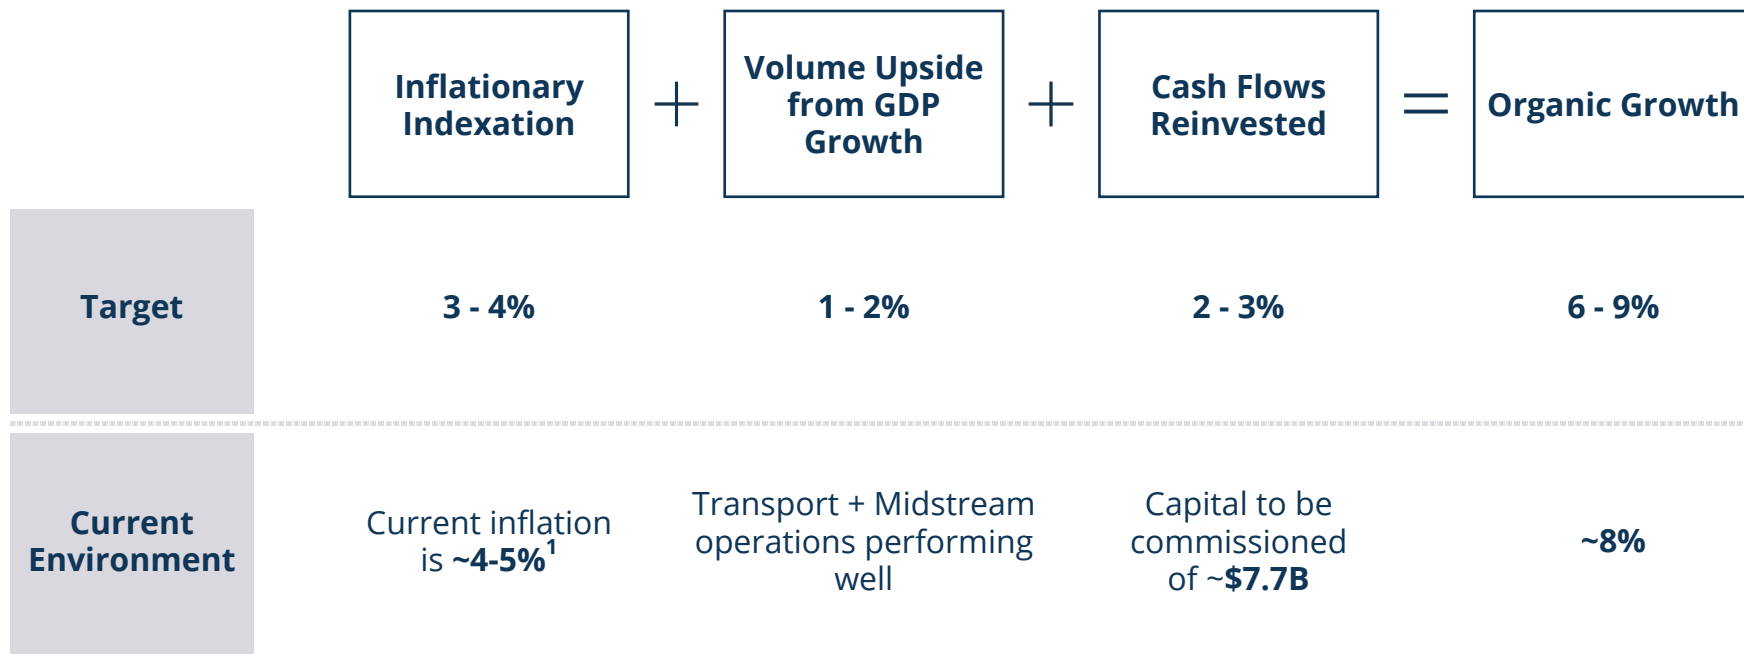 Inflationary
Indexation
+
Volume Upside
from GDP
Growth
+
Cash Flows
Reinvested
=
Organic Growth
Target
3 - 4%
1 - 2%
2 - 3%
6 - 9%
Current
Environment
Current inflation
is ~4-5%¹
Transport + Midstream
operations performing
well
Capital to be
commissioned
of ~$7.7B
~8%